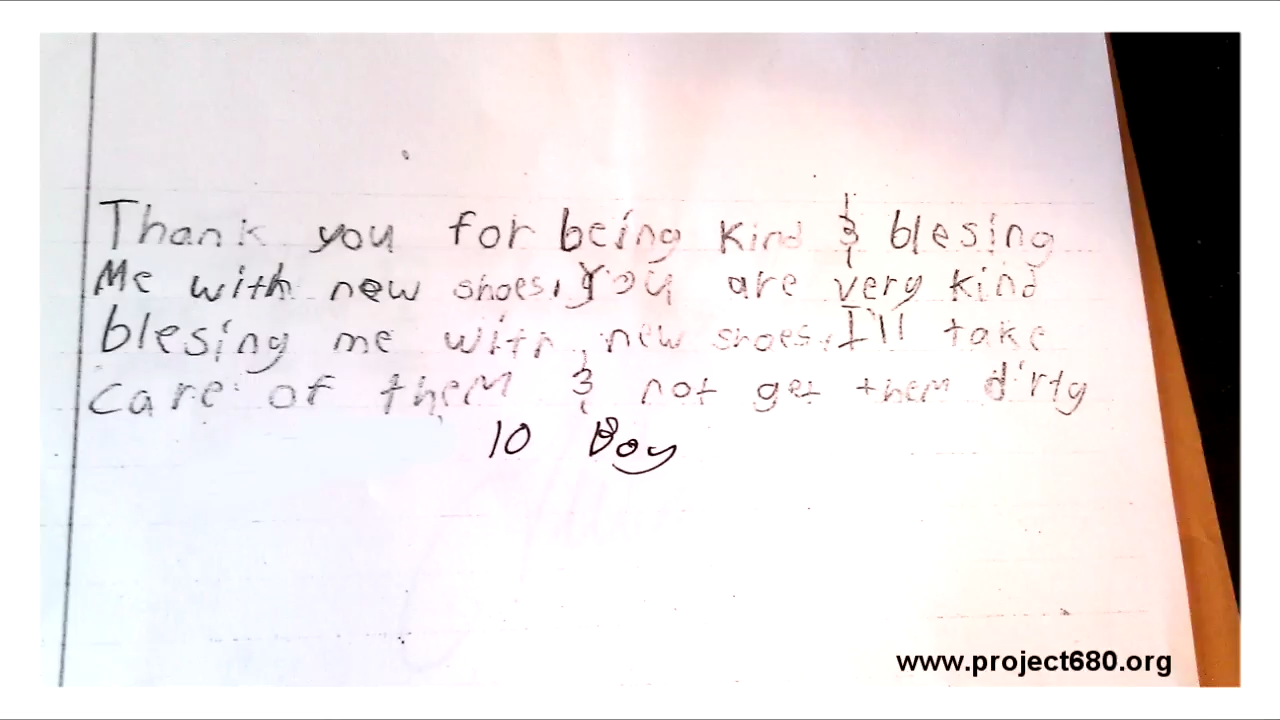 Thank you for being kind & blesing
Me with new shoes. You are very kind
blesing me with new shoes. I'll take
care of them & not get them dirty
10 Boy
www.project680.org